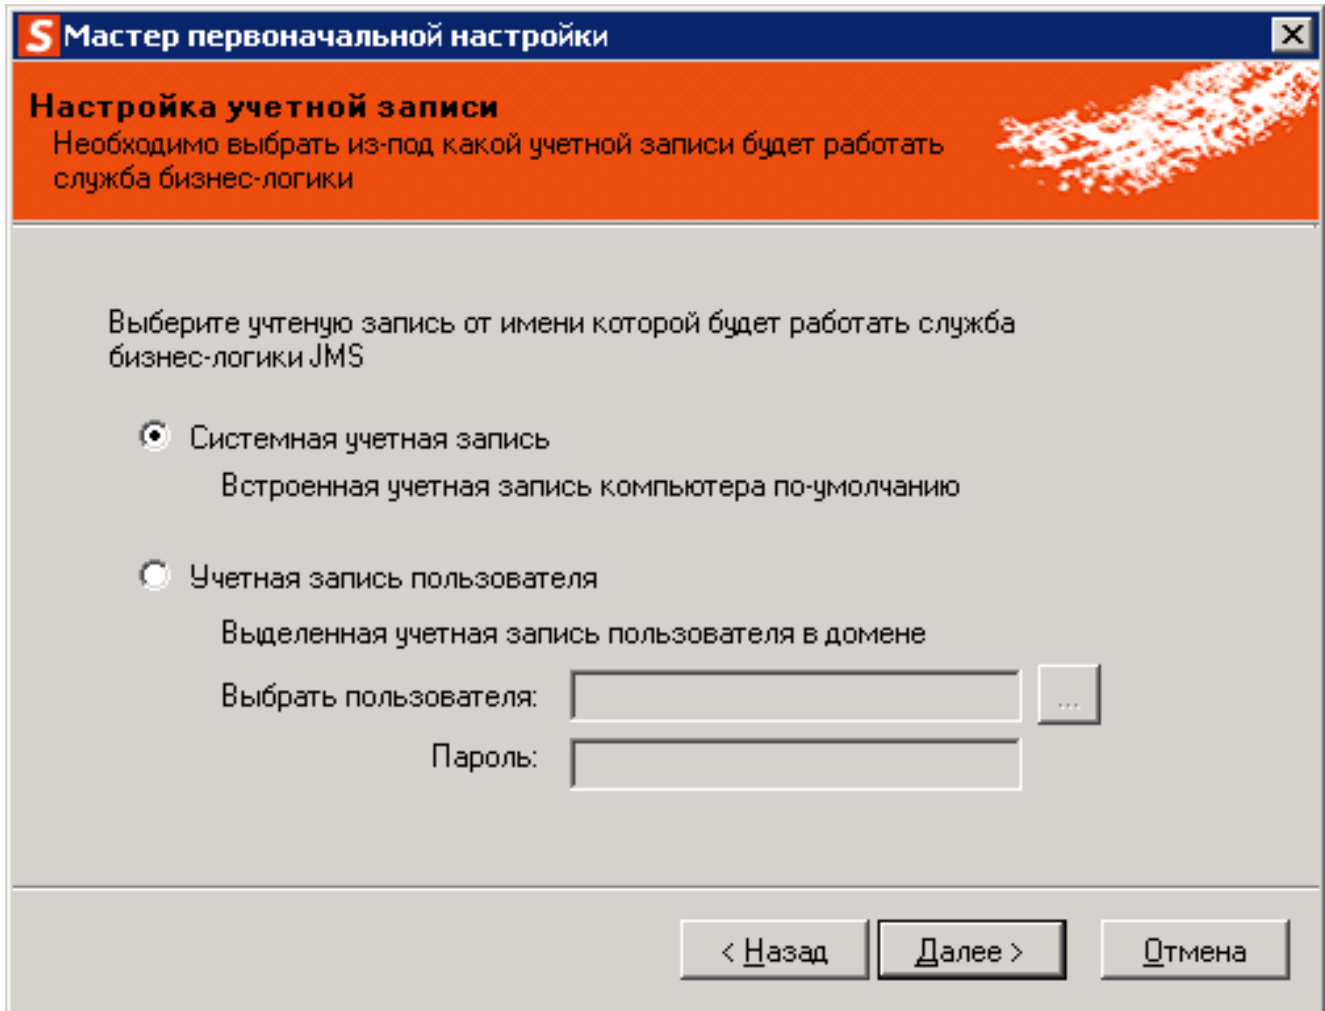 S Мастер первоначальной настройки
Настройка учетной записи
Необходимо выбрать из-под какой учетной записи будет работать
служба бизнес-логики
Выберите учтеную запись от имени которой будет работать служба
бизнес-логики JMS
Системная учетная запись
Встроенная учетная запись компьютера по-умолчанию
Учетная запись пользователя
Выделенная учетная запись пользователя в домене
Выбрать пользователя: ...
Пароль:
< Назад Далее > Отмена